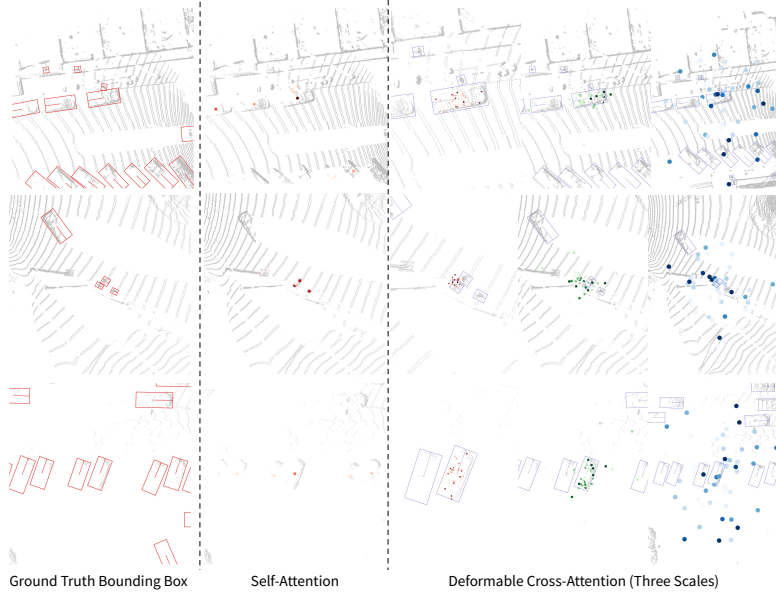 Ground Truth Bounding Box
Self-Attention
Deformable Cross-Attention (Three Scales)